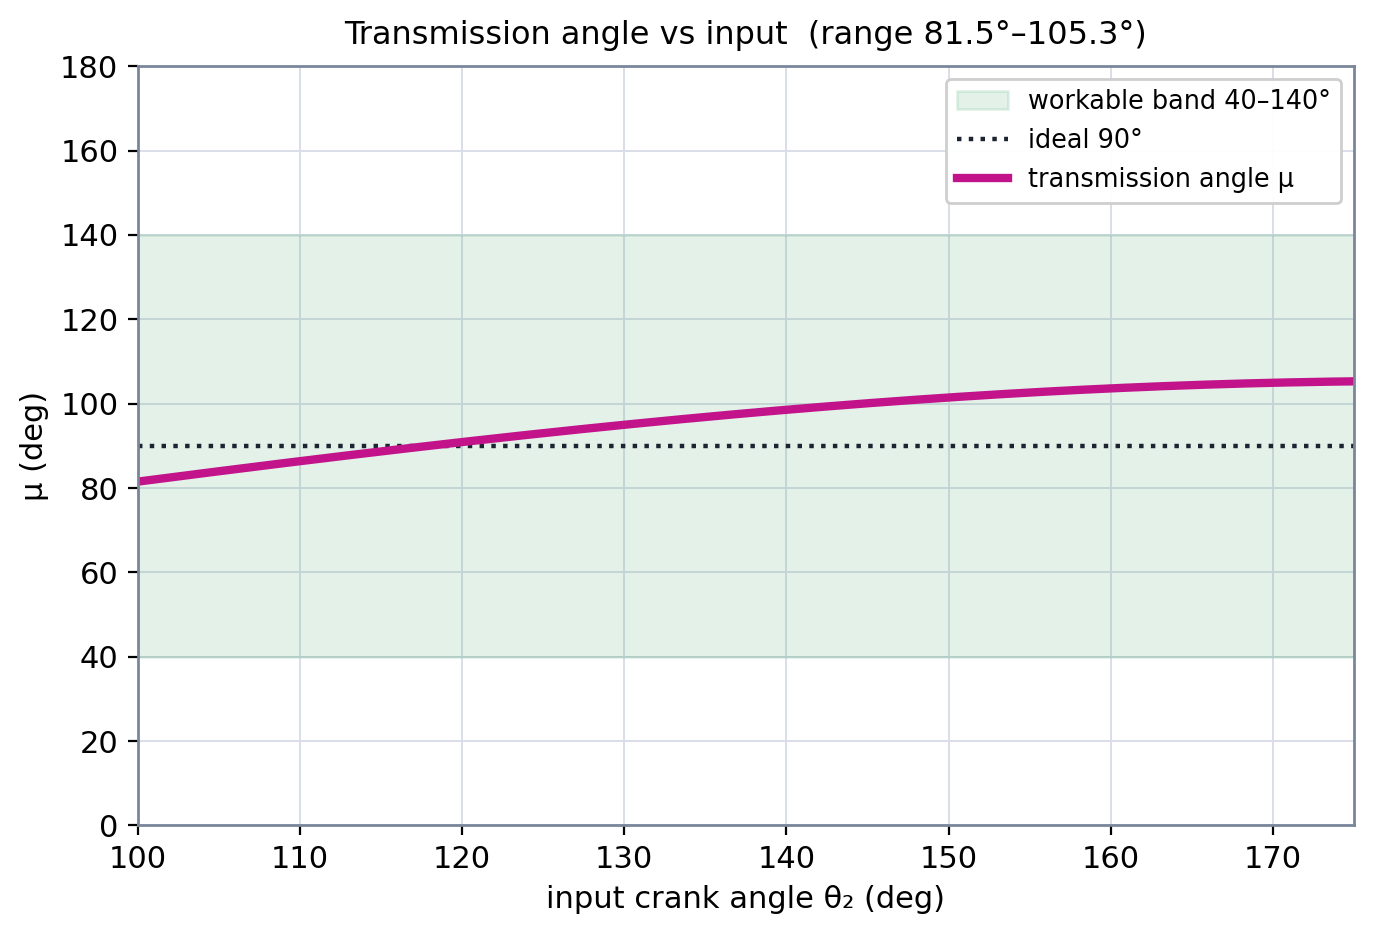 Transmission angle vs input  (range 81.5°–105.3°)
workable band 40–140°
ideal 90°
transmission angle μ
μ (deg)
180
160
140
120
100
80
60
40
20
0
100 110 120 130 140 150 160 170
input crank angle θ₂ (deg)